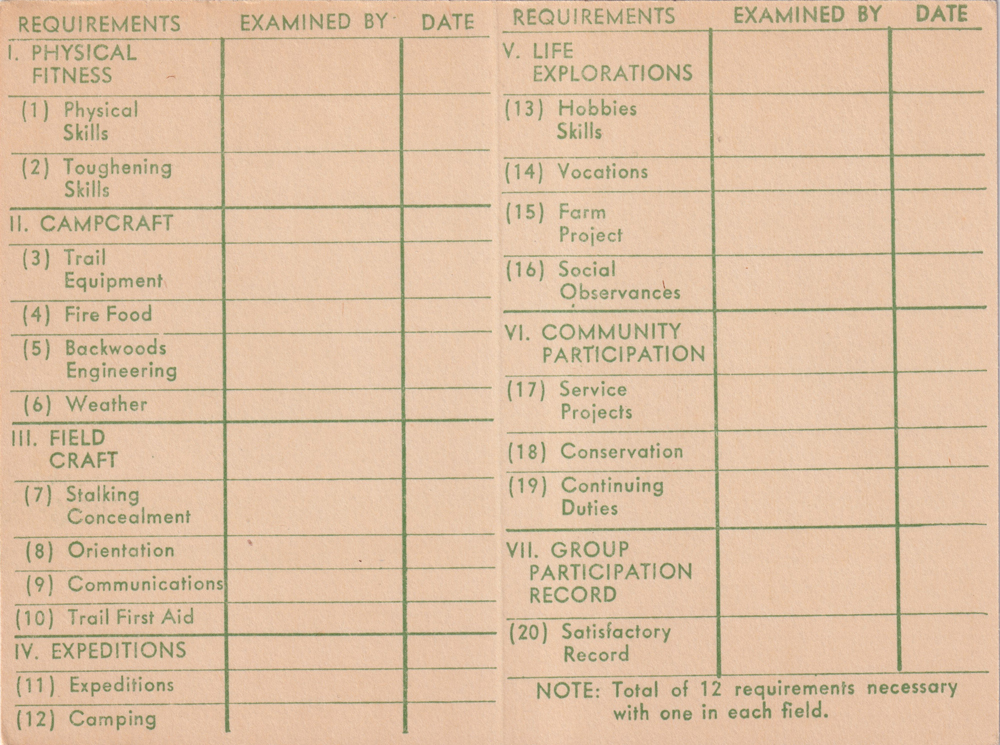 REQUIREMENTS EXAMINED BY DATE
I. PHYSICAL
FITNESS
(1) Physical
Skills
(2) Toughening
Skills
II. CAMPCRAFT
(3) Trail
Equipment
(4) Fire Food
(5) Backwoods
Engineering
(6) Weather
III. FIELD
CRAFT
(7) Stalking
Concealment
(8) Orientation
(9) Communications
(10) Trail First Aid
IV. EXPEDITIONS
(11) Expeditions
(12) Camping
REQUIREMENTS EXAMINED BY DATE
V. LIFE
EXPLORATIONS
(13) Hobbies
Skills
(14) Vocations
(15) Farm
Project
(16) Social
Observances
VI. COMMUNITY
PARTICIPATION
(17) Service
Projects
(18) Conservation
(19) Continuing
Duties
VII. GROUP
PARTICIPATION
RECORD
(20) Satisfactory
Record
NOTE: Total of 12 requirements necessary
with one in each field.